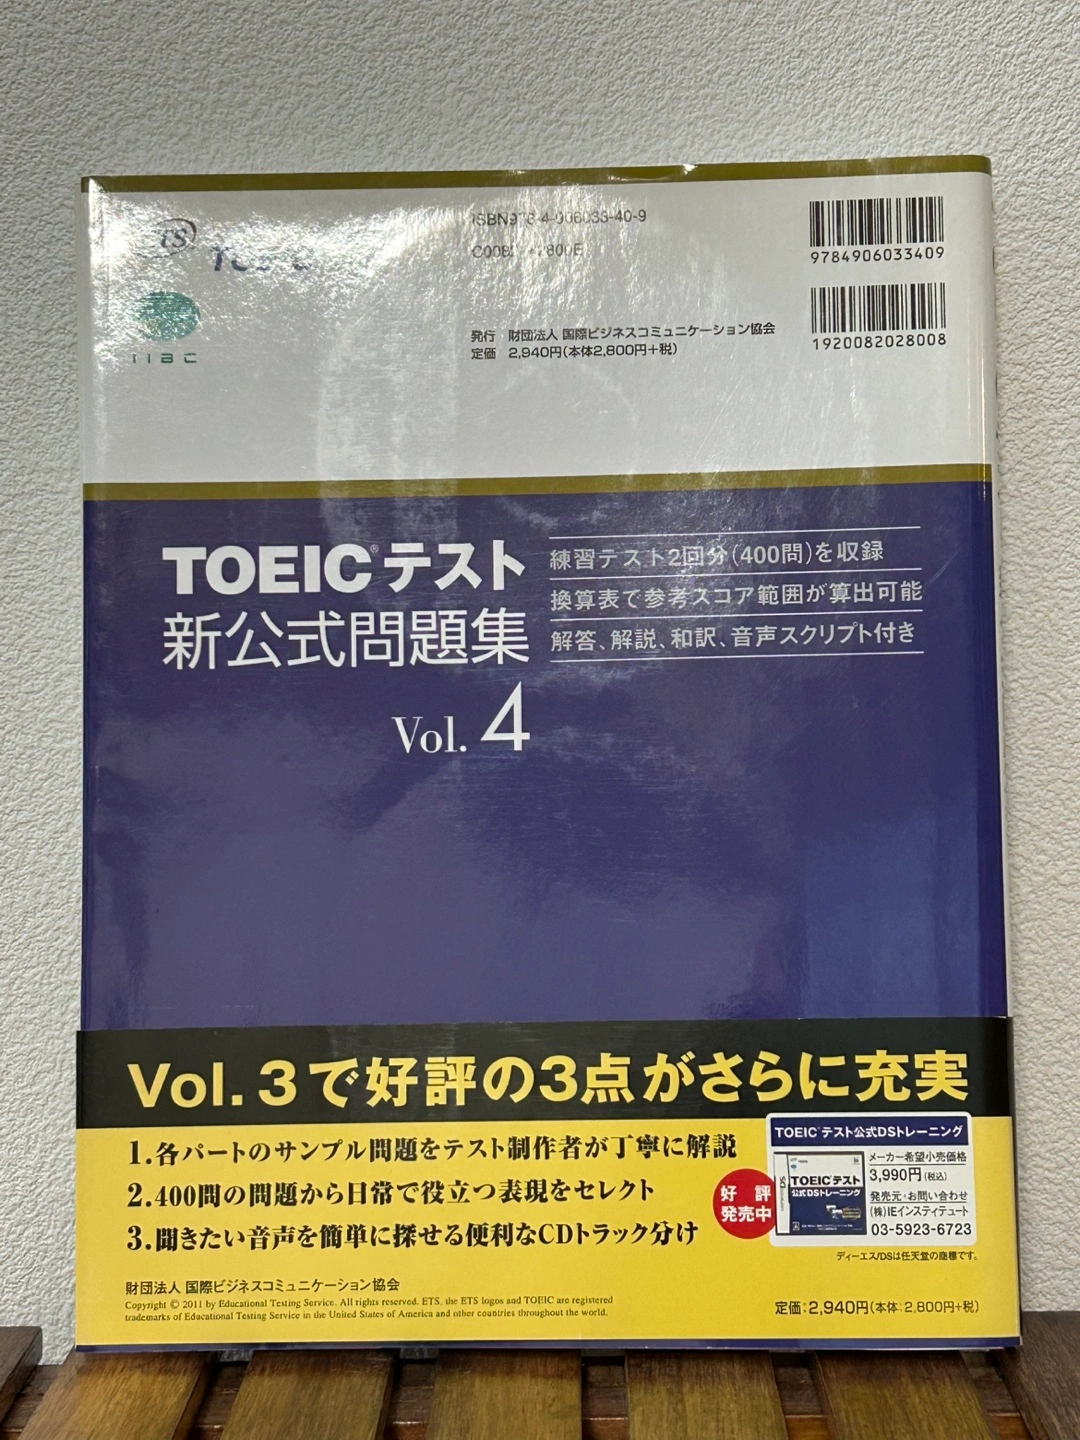 ISBN978-4-906033-40-9
9784906033409
IIBC
発行 財団法人 国際ビジネスコミュニケーション協会
定価 2,940円(本体2,800円+税)
1920082028008
TOEIC®テスト
新公式問題集
Vol. 4
練習テスト2回分(400問)を収録
換算表で参考スコア範囲が算出可能
解答、解説、和訳、音声スクリプト付き
Vol. 3で好評の3点がさらに充実
1.各パートのサンプル問題をテスト制作者が丁寧に解説
2.400問の問題から日常で役立つ表現をセレクト
3.聞きたい音声を簡単に探せる便利なCDトラック分け
好評
発売中
TOEIC®テスト公式DSトレーニング
TOEIC®テスト
公式DSトレーニング
メーカー希望小売価格
3,990円(税込)
発売元・お問い合わせ
(株)IEインスティテュート
03-5923-6723
ディーエス/DSは任天堂の商標です。
財団法人 国際ビジネスコミュニケーション協会
Copyright © 2011 by Educational Testing Service. All rights reserved. ETS, the ETS logos and TOEIC are registered
trademarks of Educational Testing Service in the United States of America and other countries throughout the world.
定価:2,940円(本体:2,800円+税)